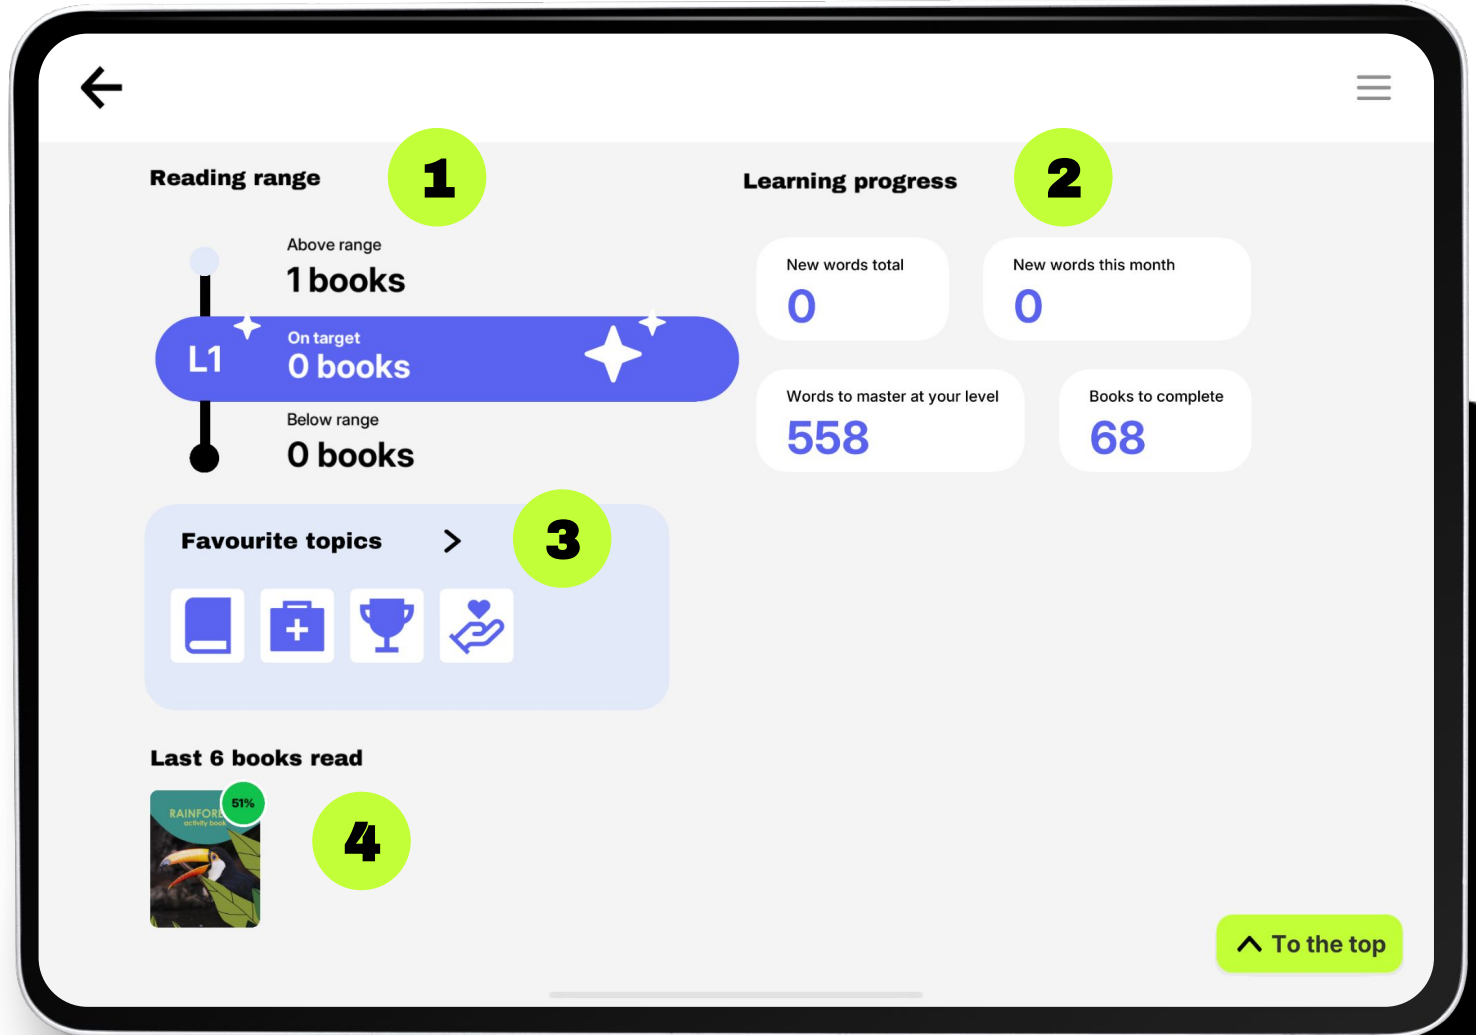 Reading range
1
Above range
1 books
L1
On target
0 books
Below range
0 books
Learning progress
2
New words total
0
New words this month
0
Words to master at your level
558
Books to complete
68
Favourite topics
3
Last 6 books read
51%
activity book
4
To the top